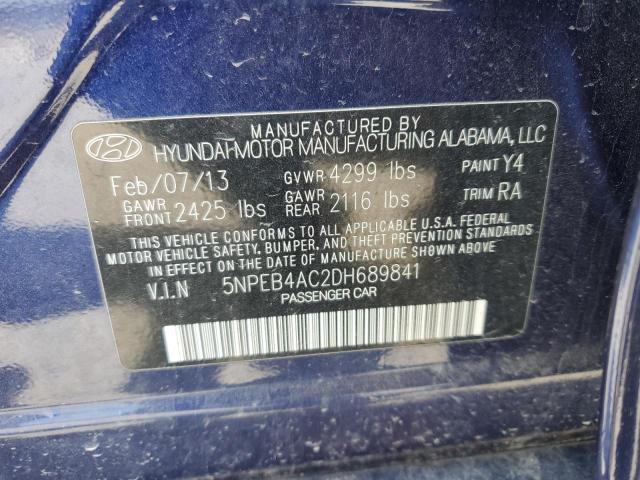 MANUFACTURED BY
HYUNDAI MOTOR MANUFACTURING ALABAMA, LLC
Feb/07/13 GVWR 4299 lbs PAINT Y4
GAWR FRONT 2425 lbs GAWR REAR 2116 lbs TRIM RA
THIS VEHICLE CONFORMS TO ALL APPLICABLE U.S.A. FEDERAL
MOTOR VEHICLE SAFETY, BUMPER, AND THEFT PREVENTION
STANDARDS IN EFFECT ON THE DATE OF MANUFACTURE SHOWN ABOVE
V.I.N 5NPEB4AC2DH689841
PASSENGER CAR